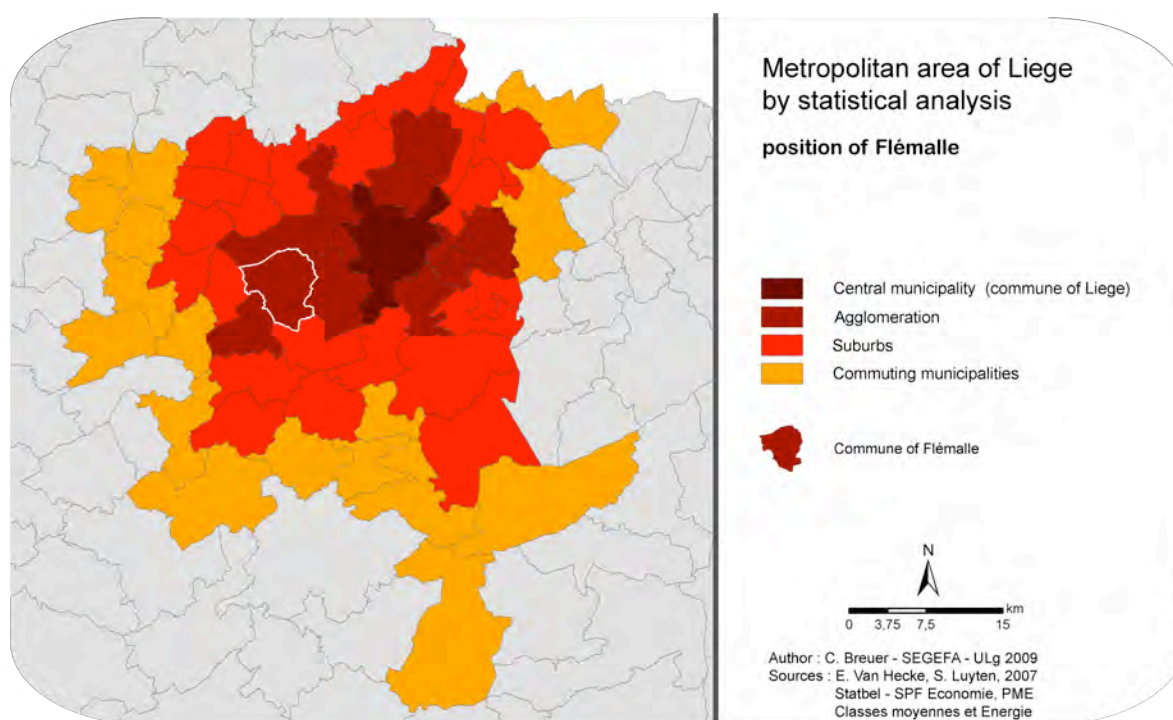 Metropolitan area of Liege
by statistical analysis
position of Flémalle
Central municipality (commune of Liege)
Agglomeration
Suburbs
Commuting municipalities
Commune of Flémalle
N
km
0 3,75 7,5 15
Author : C. Breuer - SEGEFA - ULg 2009
Sources : E. Van Hecke, S. Luyten, 2007
Statbel - SPF Economie, PME
Classes moyennes et Energie